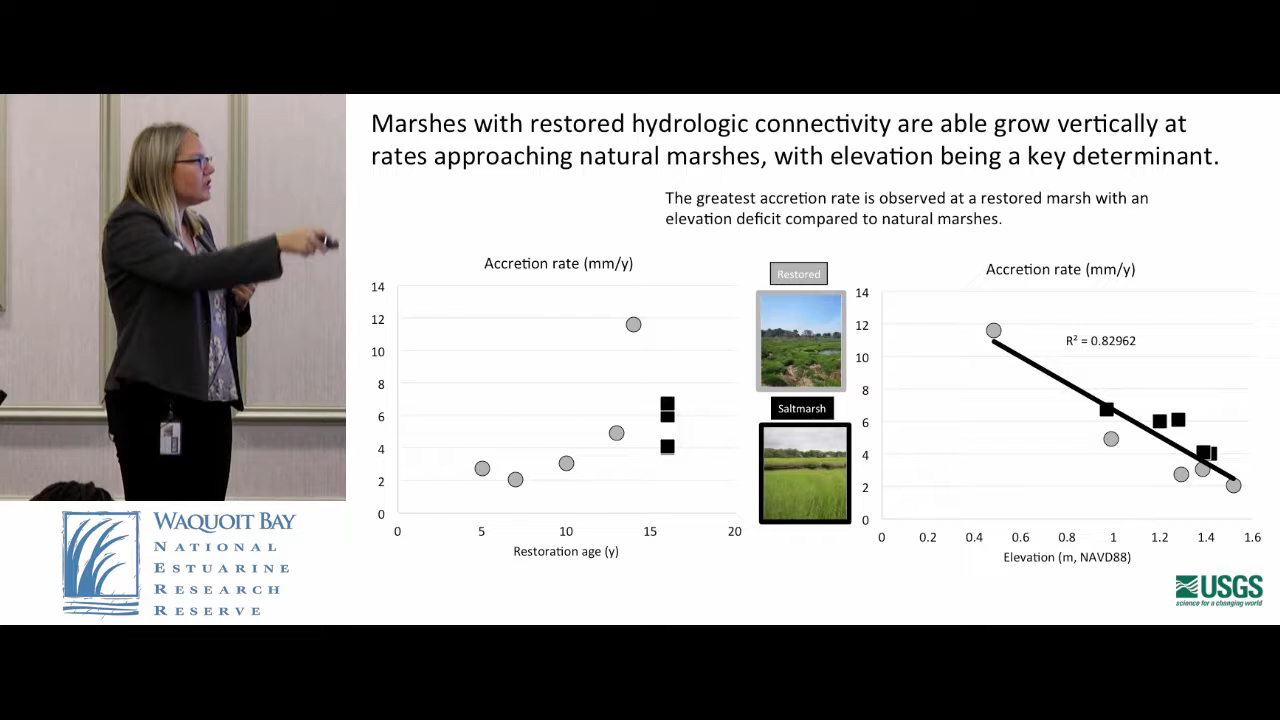 Marshes with restored hydrologic connectivity are able grow vertically at
rates approaching natural marshes, with elevation being a key determinant.
The greatest accretion rate is observed at a restored marsh with an
elevation deficit compared to natural marshes.
Accretion rate (mm/y)
14
12
10
8
6
4
2
0
0
5
10
15
20
Restoration age (y)
Restored
Saltmarsh
Accretion rate (mm/y)
14
12
10
8
6
4
2
0
R² = 0.82962
0
0.2
0.4
0.6
0.8
1
1.2
1.4
1.6
Elevation (m, NAVD88)
WAQUOIT BAY
NATIONAL
ESTUARINE
RESEARCH
RESERVE
USGS
science for a changing world